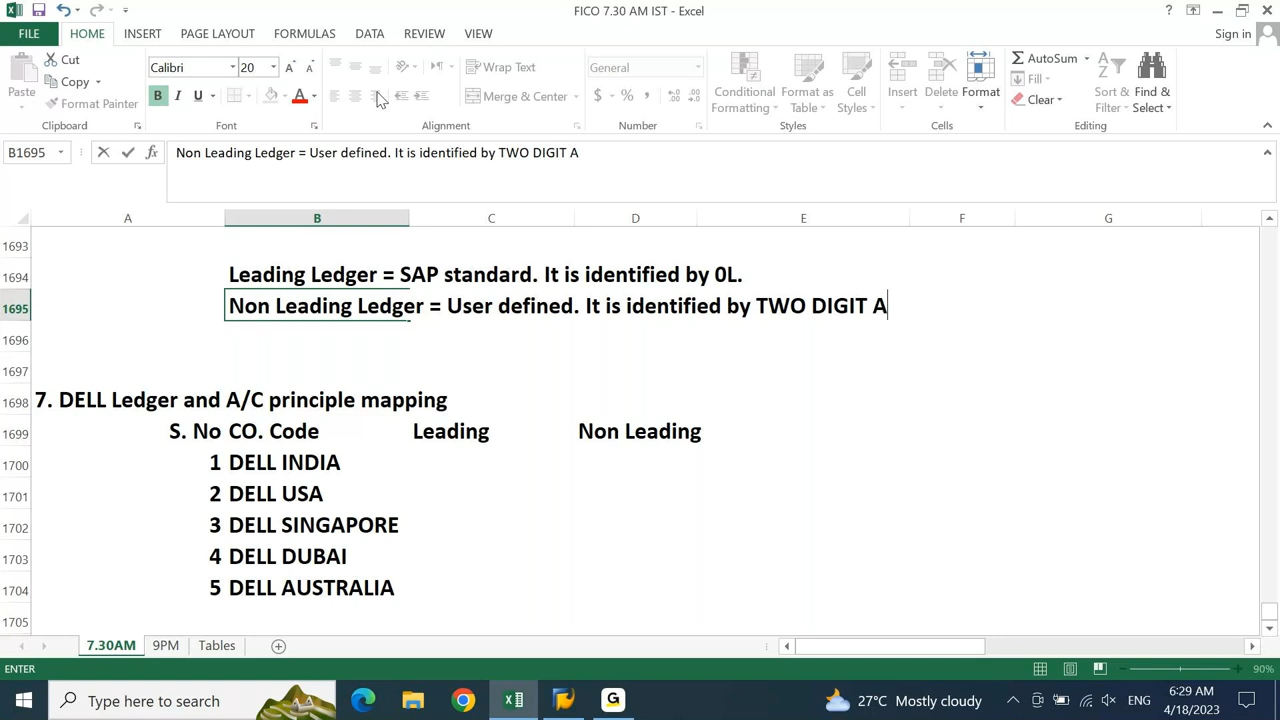 FICO 7.30 AM IST - Excel
FILE HOME INSERT PAGE LAYOUT FORMULAS DATA REVIEW VIEW Sign in
Paste Cut Copy Format Painter Clipboard
Calibri 20 B I U A Font
Wrap Text Merge & Center Alignment
General $ % Number
Conditional Formatting Format as Table Cell Styles Styles
Insert Delete Format Cells
AutoSum Fill Clear Sort & Filter Find & Select Editing
B1695 fx Non Leading Ledger = User defined. It is identified by TWO DIGIT A
A B C D E F G
1693
1694 Leading Ledger = SAP standard. It is identified by 0L.
1695 Non Leading Ledger = User defined. It is identified by TWO DIGIT A
1696
1697
1698 7. DELL Ledger and A/C principle mapping
1699 S. No CO. Code Leading Non Leading
1700 1 DELL INDIA
1701 2 DELL USA
1702 3 DELL SINGAPORE
1703 4 DELL DUBAI
1704 5 DELL AUSTRALIA
1705
7.30AM 9PM Tables
ENTER 90%
Type here to search 27°C Mostly cloudy ENG 6:29 AM
4/18/2023